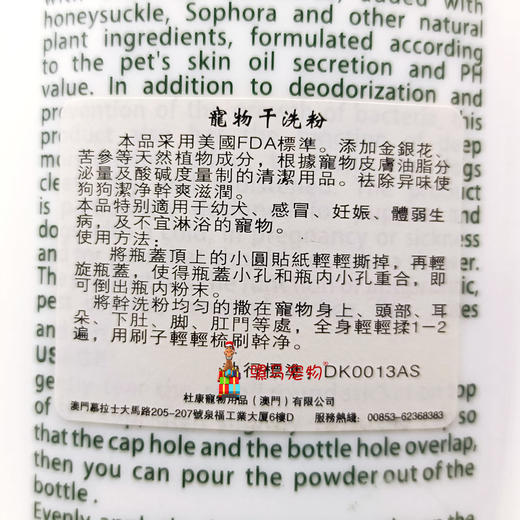 honeysuckle, Sophora and other natural
plant ingredients, formulated according
to the pet's skin oil secretion and PH
value. In addition to deodorization and
寵物干洗粉
本品采用美國FDA標準。添加金銀花、
苦參等天然植物成分，根據寵物皮膚油脂分
泌量及酸碱度量制的清潔用品。祛除异味使
狗狗潔净幹爽滋潤。
本品特别適用于幼犬、感冒、妊娠、體弱生
病，及不宜淋浴的寵物。
使用方法：
將瓶蓋頂上的小圓貼紙輕輕撕掉，再輕
旋瓶蓋，使得瓶蓋小孔和瓶内小孔重合，即
可倒出瓶内粉末。
將幹洗粉均匀的撒在寵物身上、頭部、耳
朵、下肚、脚、肛門等處，全身輕輕揉1-2
遍，用刷子輕輕梳刷幹净。
行標準：DK0013AS
杜康寵物用品（澳門）有限公司
澳門慕拉士大馬路205-207號泉福工業大厦6樓D 服務熱綫：00853-62368383
that the cap hole and the bottle hole overlap,
then you can pour the powder out of the
bottle.